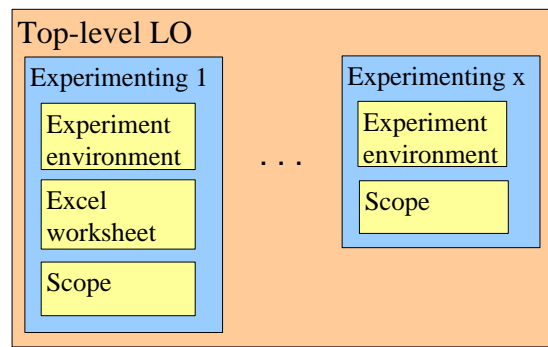 Top-level LO
Experimenting 1
Experiment
environment
Excel
worksheet
Scope
. . .
Experimenting x
Experiment
environment
Scope